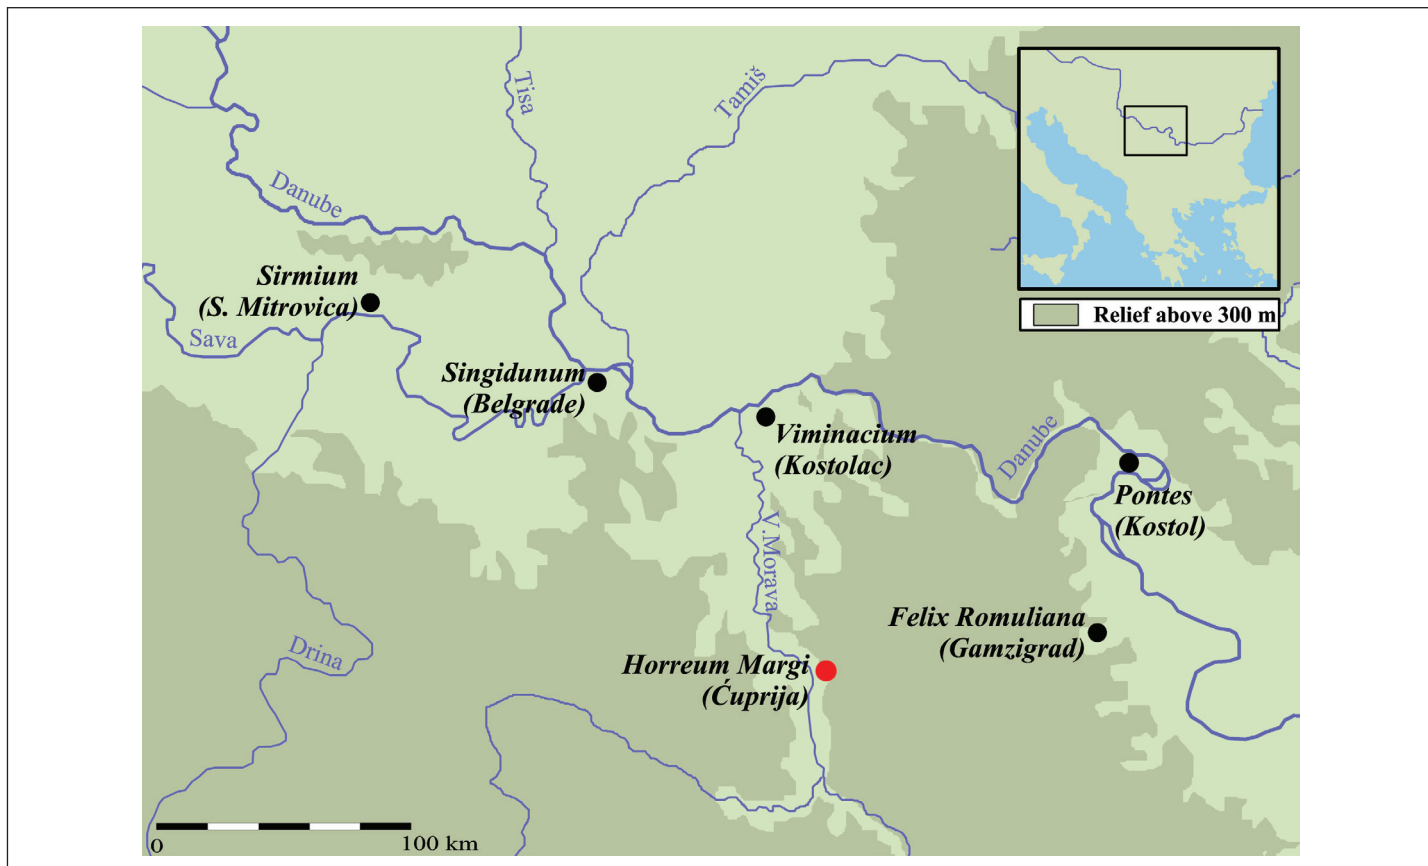 Tisa
Tamiš
Danube
Sirmium
(S. Mitrovica)
Sava
Relief above 300 m
Singidunum
(Belgrade)
Viminacium
(Kostolac)
Danube
Pontes
(Kostol)
V.Morava
Felix Romuliana
(Gamzigrad)
Drina
Horreum Margi
(Ćuprija)
0
100 km